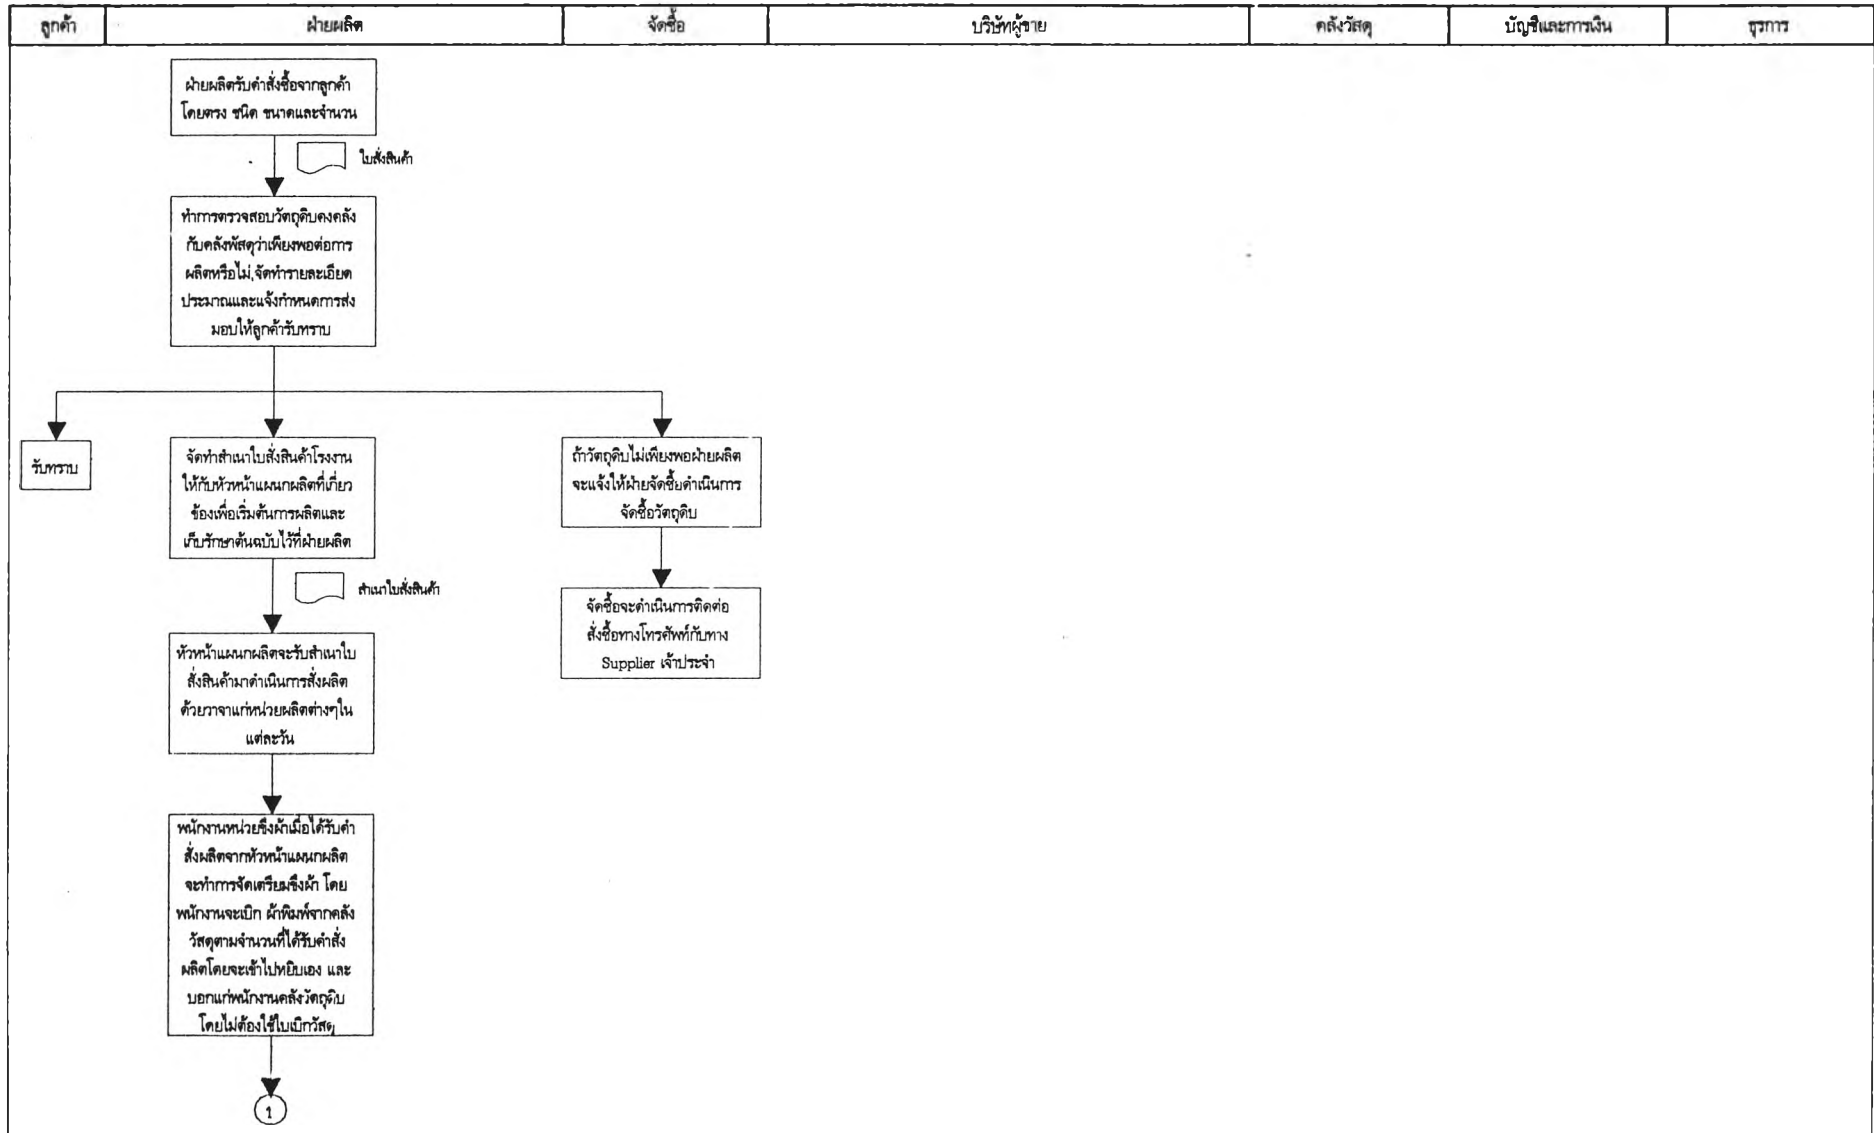 ลูกค้า
ฝ่ายผลิต
จัดซื้อ
บริษัทผู้ขาย
คลังวัสดุ
บัญชีและการเงิน
ธุรการ
ฝ่ายผลิตรับคำสั่งซื้อจากลูกค้า
โดยตรง ชนิด ขนาดและจำนวน
ใบสั่งสินค้า
ทำการตรวจสอบวัตถุดิบคงคลัง
กับคลังพัสดุว่าเพียงพอต่อการ
ผลิตหรือไม่,จัดทำรายละเอียด
ประมาณและแจ้งกำหนดการส่ง
มอบให้ลูกค้ารับทราบ
รับทราบ
จัดทำสำเนาใบสั่งสินค้าโรงงาน
ให้กับหัวหน้าแผนกผลิตที่เกี่ยว
ข้องเพื่อเริ่มต้นการผลิตและ
เก็บรักษาต้นฉบับไว้ที่ฝ่ายผลิต
ถ้าวัตถุดิบไม่เพียงพอฝ่ายผลิต
จะแจ้งให้ฝ่ายจัดซื้อดำเนินการ
จัดซื้อวัตถุดิบ
สำเนาใบสั่งสินค้า
จัดซื้อจะดำเนินการติดต่อ
สั่งซื้อทางโทรศัพท์กับทาง
Supplier เจ้าประจำ
หัวหน้าแผนกผลิตจะรับสำเนาใบ
สั่งสินค้ามาดำเนินการสั่งผลิต
ด้วยวาจาแก่หน่วยผลิตต่างๆใน
แต่ละวัน
พนักงานหน่วยขึงผ้าเมื่อได้รับคำ
สั่งผลิตจากหัวหน้าแผนกผลิต
จะทำการจัดเตรียมขึงผ้า โดย
พนักงานจะเบิก ผ้าพิมพ์จากคลัง
วัสดุตามจำนวนที่ได้รับคำสั่ง
ผลิตโดยจะเข้าไปหยิบเอง และ
บอกแก่พนักงานคลังวัตถุดิบ
โดยไม่ต้องใช้ใบเบิกวัสดุ
1